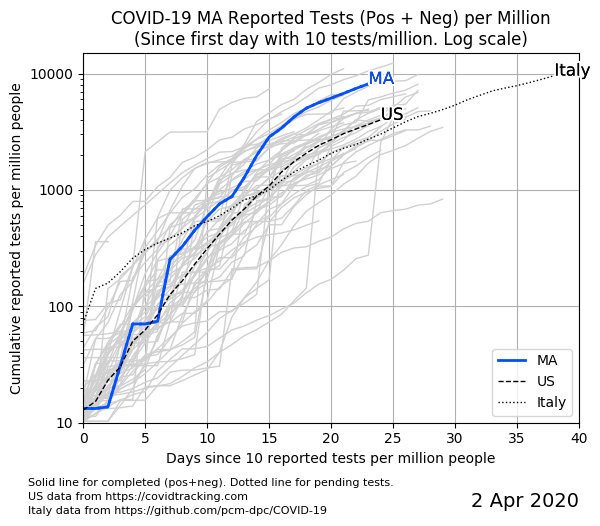 COVID-19 MA Reported Tests (Pos + Neg) per Million
(Since first day with 10 tests/million. Log scale)
Cumulative reported tests per million people
10000
1000
100
10
MA
US
Italy
MA
US
Italy
0 5 10 15 20 25 30 35 40
Days since 10 reported tests per million people
Solid line for completed (pos+neg). Dotted line for pending tests.
US data from https://covidtracking.com
Italy data from https://github.com/pcm-dpc/COVID-19
2 Apr 2020